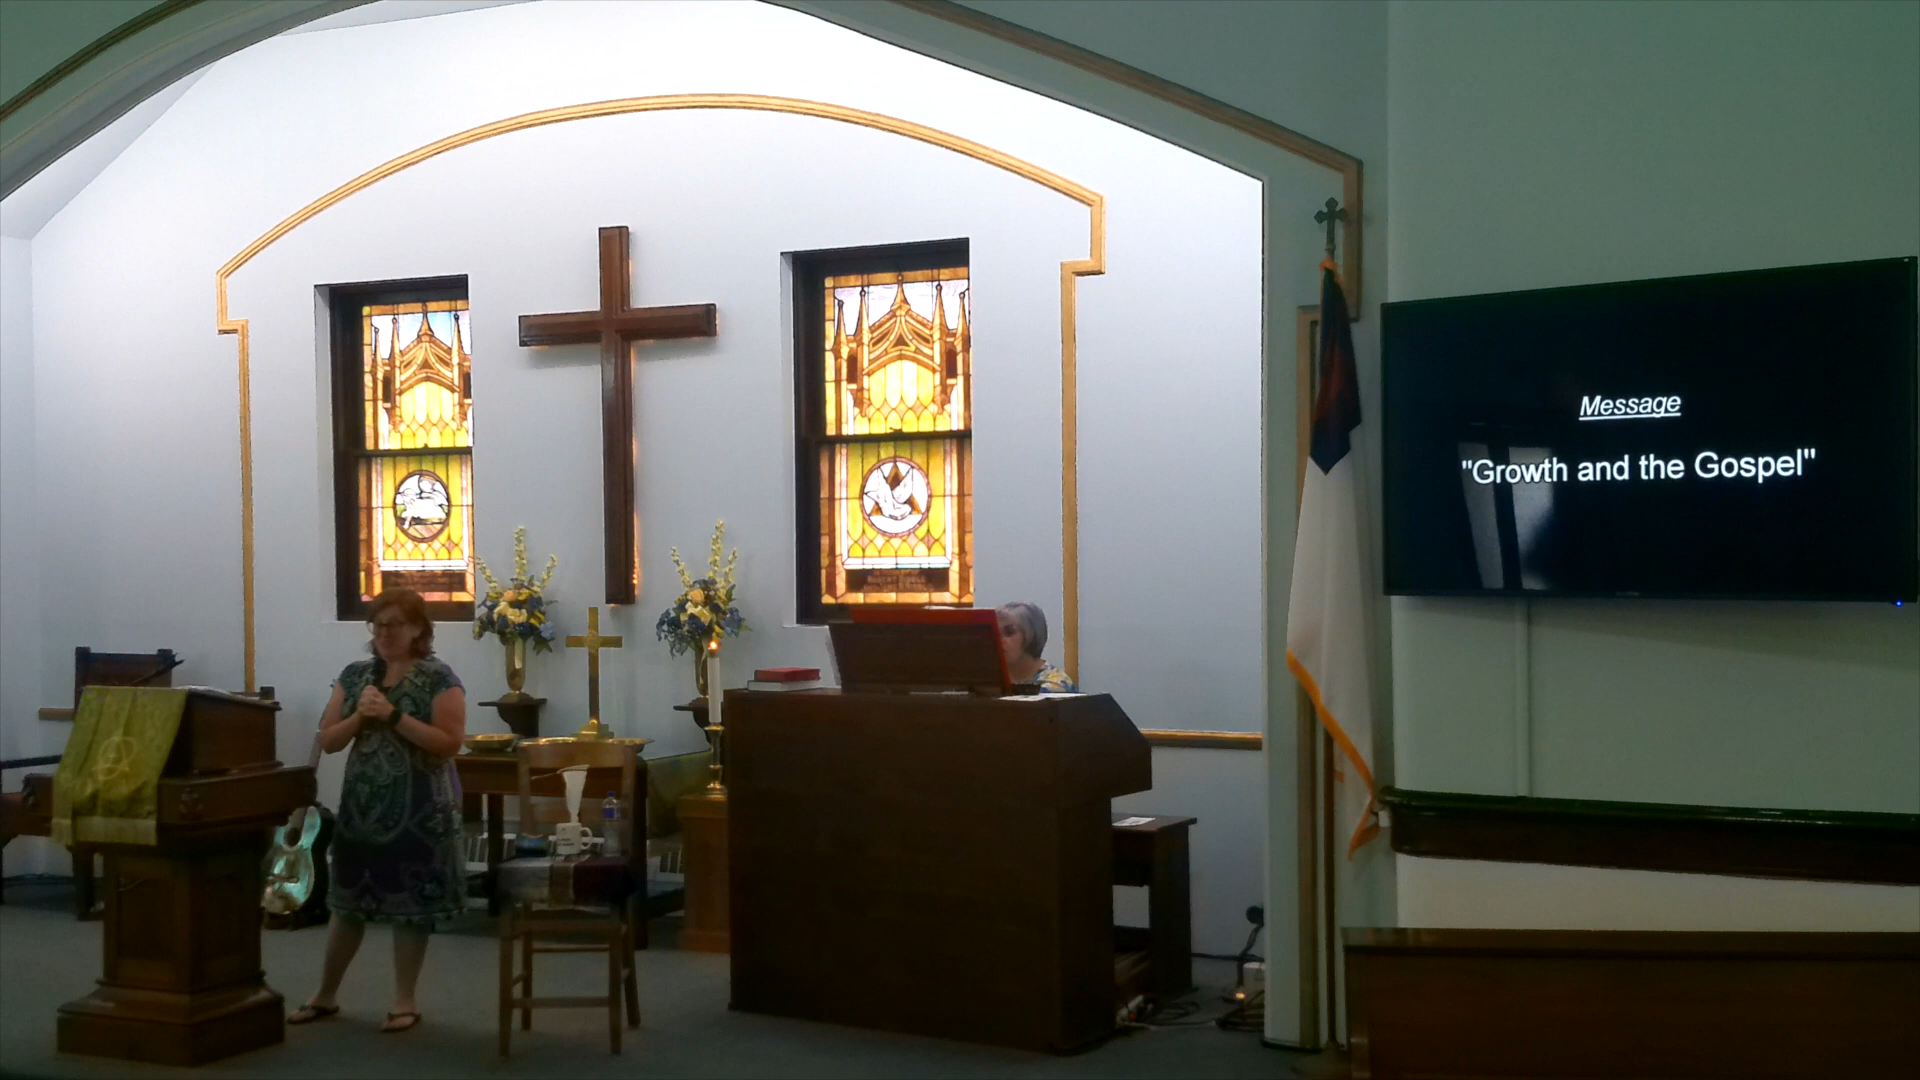 Message
"Growth and the Gospel"